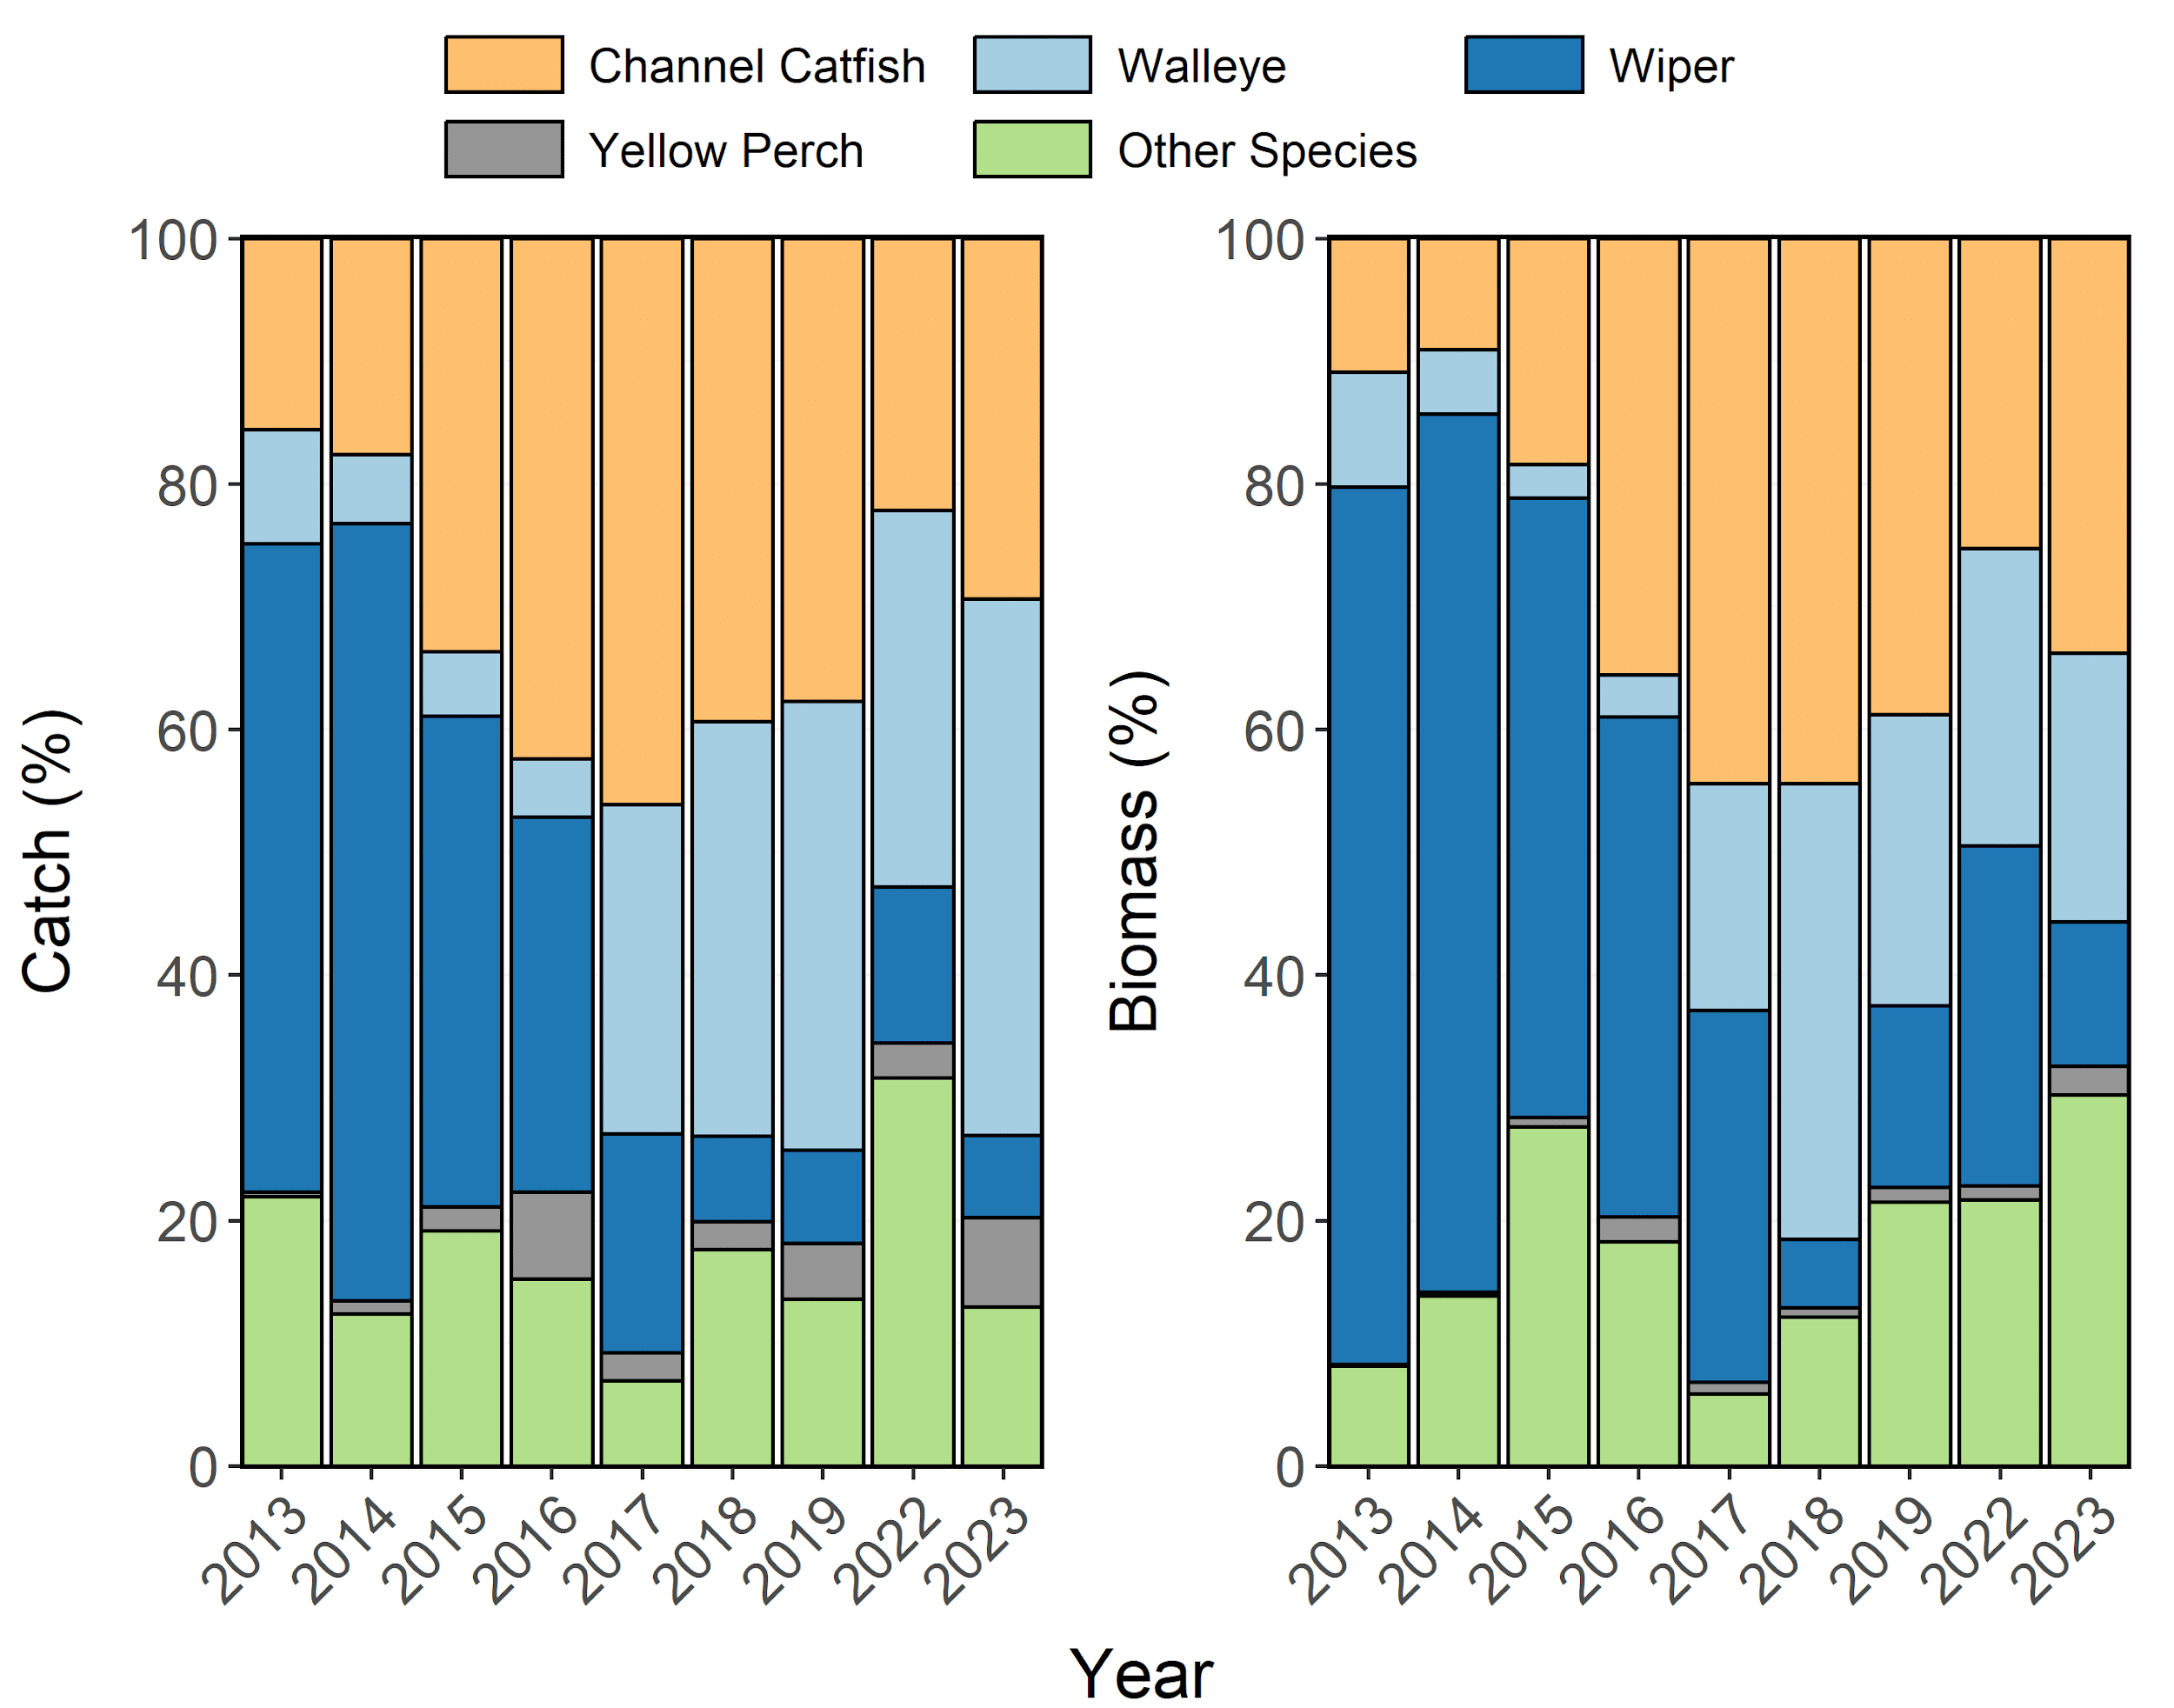 Channel Catfish Walleye Wiper
Yellow Perch Other Species
Catch (%)
100
80
60
40
20
0
2013 2014 2015 2016 2017 2018 2019 2022 2023
Biomass (%)
100
80
60
40
20
0
2013 2014 2015 2016 2017 2018 2019 2022 2023
Year